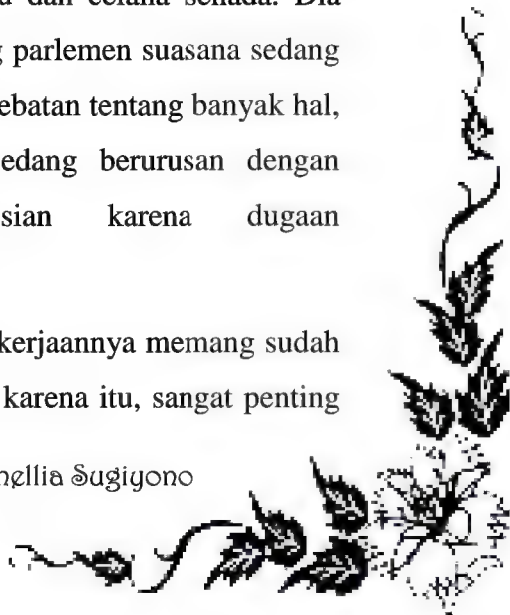 dan celana senada. Dia
g parlemen suasana sedang
ebatan tentang banyak hal,
edang berurusan dengan
sian karena dugaan
kerjaannya memang sudah
karena itu, sangat penting
ellia Sugiyono